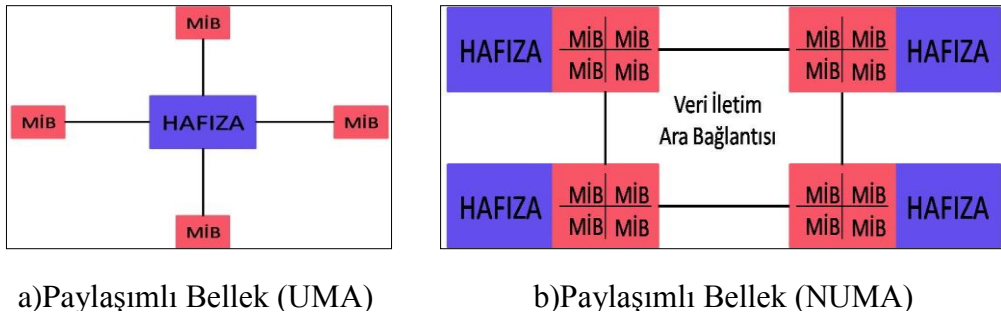 MİB
MİB HAFIZA MİB
MİB
HAFIZA MİB MİB
MİB MİB
MİB MİB HAFIZA
MİB MİB
Veri İletim
Ara Bağlantısı
HAFIZA MİB MİB
MİB MİB
MİB MİB HAFIZA
MİB MİB
a)Paylaşımlı Bellek (UMA)
b)Paylaşımlı Bellek (NUMA)